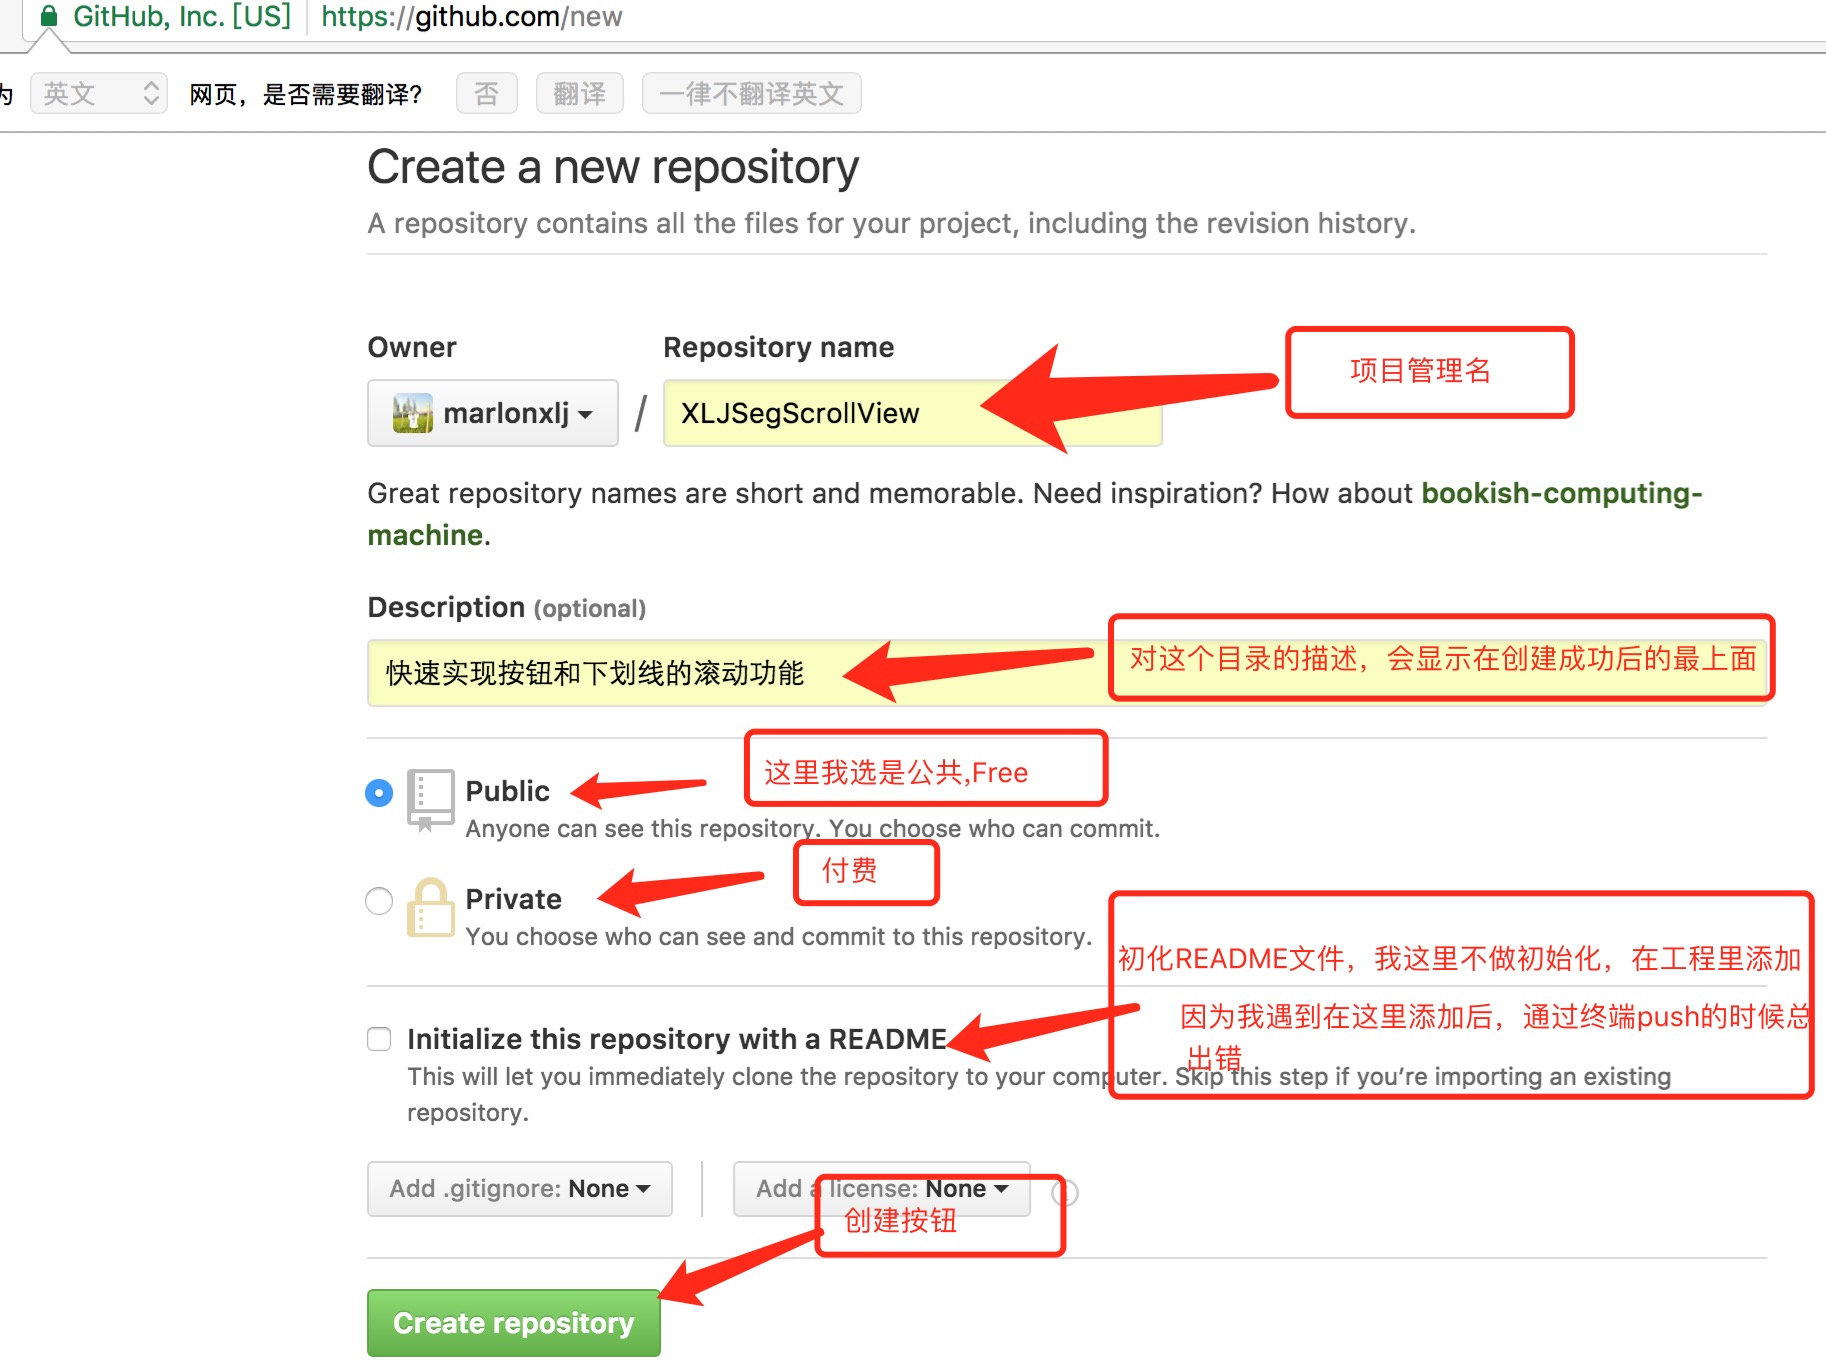 GitHub, Inc. [US] https://github.com/new
为 英文 网页，是否需要翻译? 否 翻译 一律不翻译英文
Create a new repository
A repository contains all the files for your project, including the revision history.
Owner Repository name
项目管理名
marlonxlj / XLJSegScrollView
Great repository names are short and memorable. Need inspiration? How about bookish-computing-
machine.
Description (optional)
对这个目录的描述，会显示在创建成功后的最上面
快速实现按钮和下划线的滚动功能
这里我选是公共,Free
Public
Anyone can see this repository. You choose who can commit.
付费
Private
You choose who can see and commit to this repository.
初化README文件，我这里不做初始化，在工程里添加
因为我遇到在这里添加后，通过终端push的时候总
出错
Initialize this repository with a README
This will let you immediately clone the repository to your computer. Skip this step if you’re importing an existing
repository.
Add .gitignore: None Add a license: None
创建按钮
Create repository